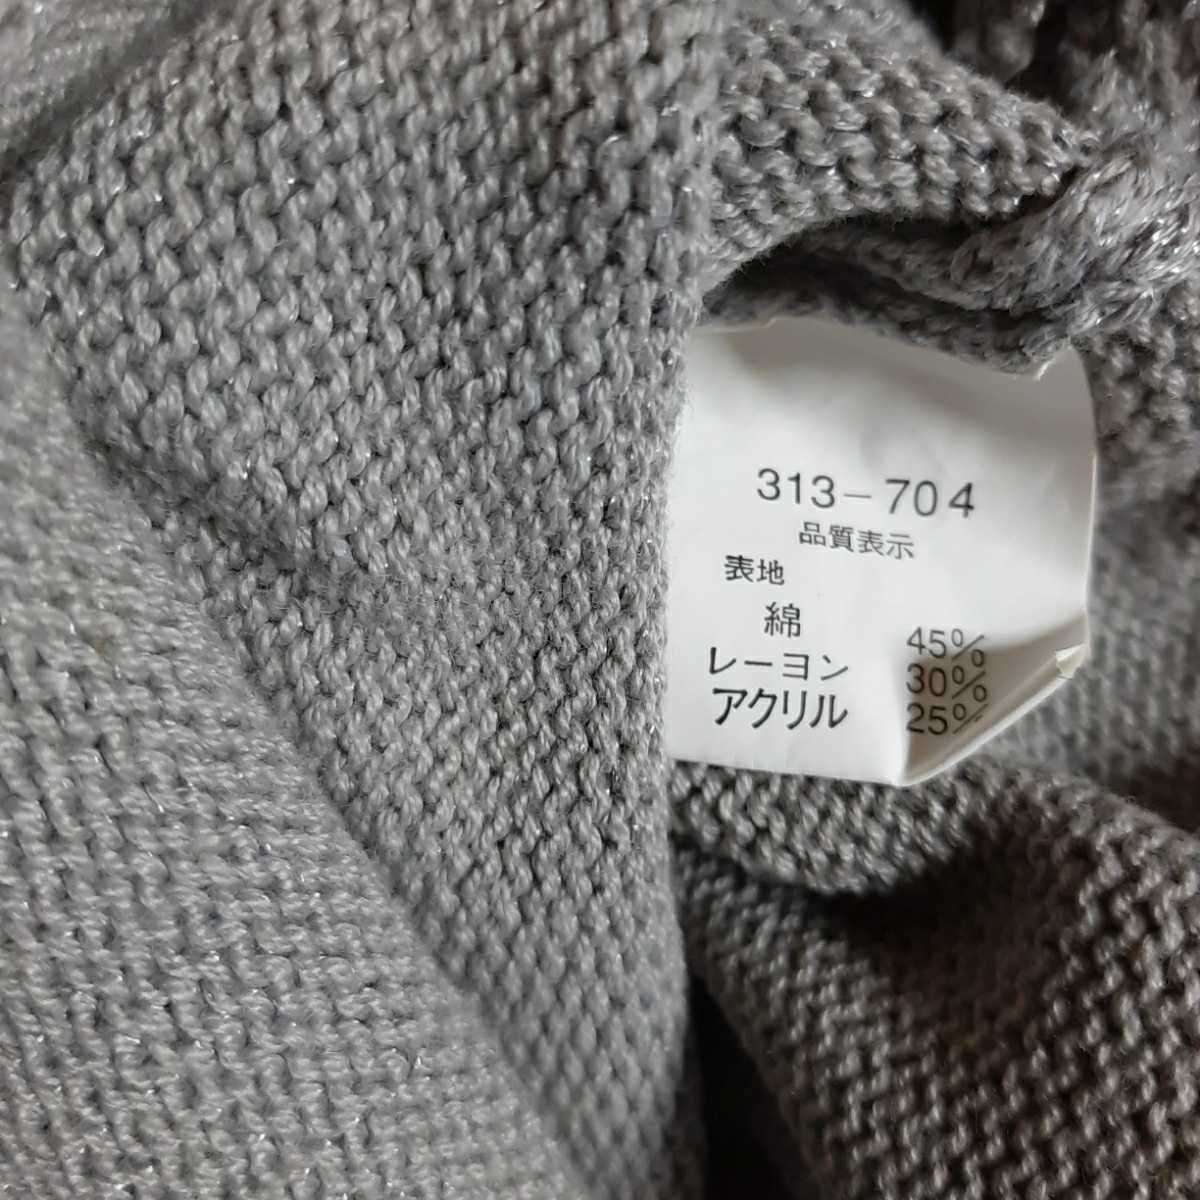 313-704
品質表示
表地
綿 45%
レーヨン 30%
アクリル 25%